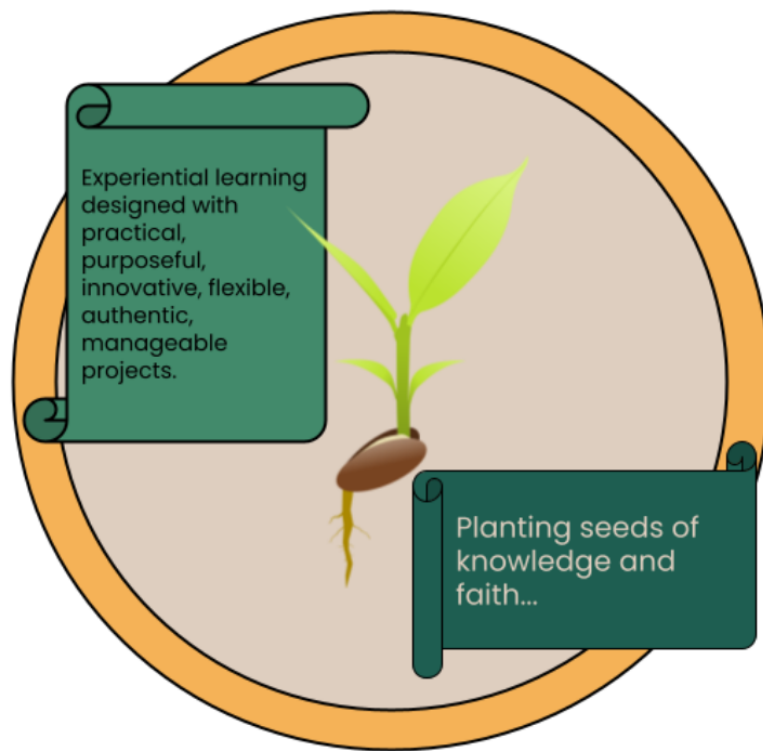 Experiential learning
designed with
practical,
purposeful,
innovative, flexible,
authentic,
manageable
projects.
Planting seeds of
knowledge and
faith...